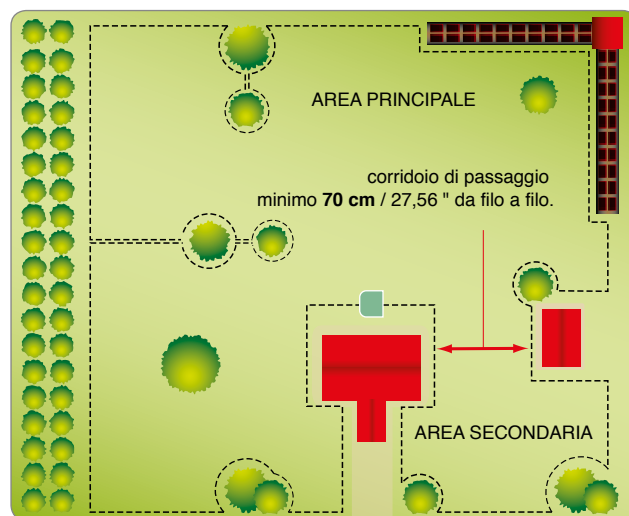 AREA PRINCIPALE
corridoio di passaggio
minimo 70 cm / 27,56 " da filo a filo.
AREA SECONDARIA